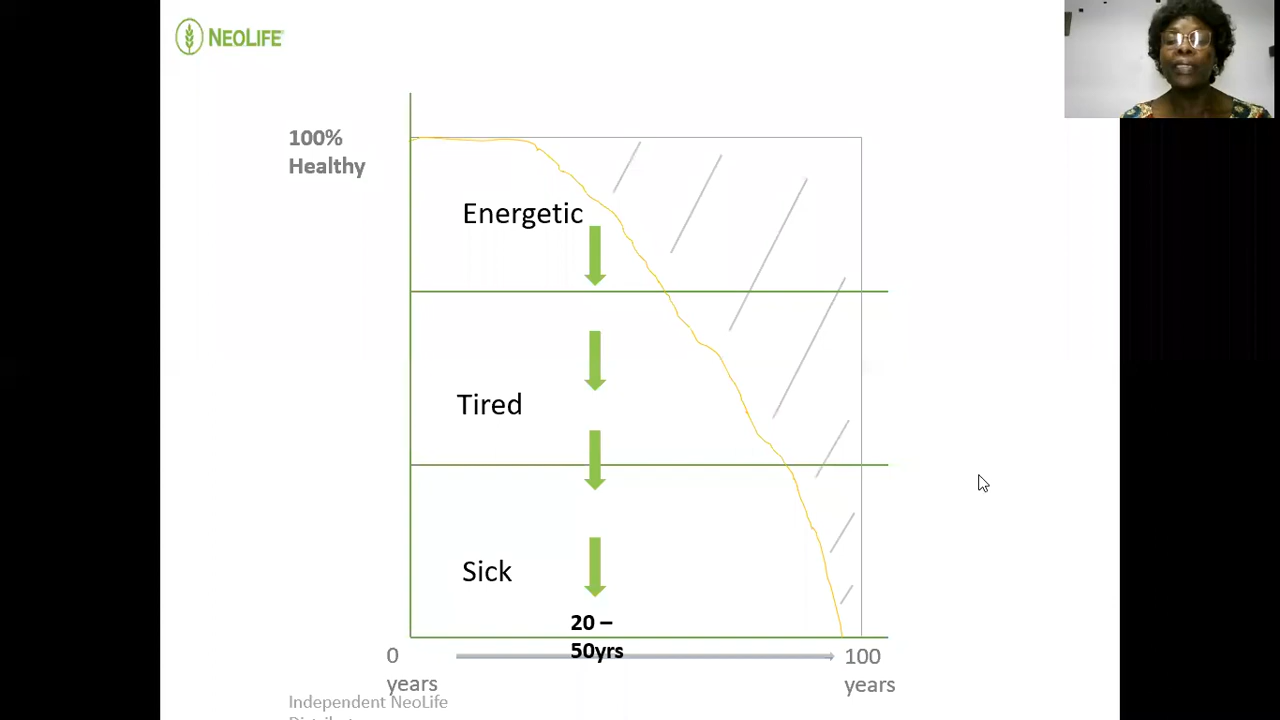 NEOLIFE
100%
Healthy
Energetic
Tired
Sick
20 –
50yrs
0
years
100
years
Independent NeoLife